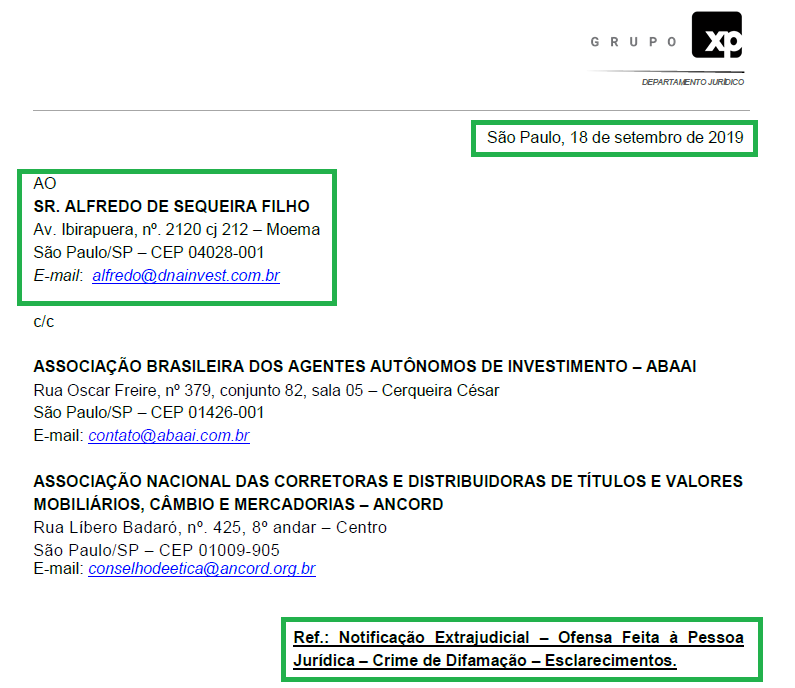 GRUPO xp
DEPARTAMENTO JURÍDICO
São Paulo, 18 de setembro de 2019
AO
SR. ALFREDO DE SEQUEIRA FILHO
Av. Ibirapuera, nº. 2120 cj 212 – Moema
São Paulo/SP – CEP 04028-001
E-mail: alfredo@dnainvest.com.br
c/c
ASSOCIAÇÃO BRASILEIRA DOS AGENTES AUTÔNOMOS DE INVESTIMENTO – ABAAI
Rua Oscar Freire, nº 379, conjunto 82, sala 05 – Cerqueira César
São Paulo/SP – CEP 01426-001
E-mail: contato@abaai.com.br
ASSOCIAÇÃO NACIONAL DAS CORRETORAS E DISTRIBUIDORAS DE TÍTULOS E VALORES
MOBILIÁRIOS, CÂMBIO E MERCADORIAS – ANCORD
Rua Líbero Badaró, nº. 425, 8º andar – Centro
São Paulo/SP – CEP 01009-905
E-mail: conselhodeetica@ancord.org.br
Ref.: Notificação Extrajudicial – Ofensa Feita à Pessoa
Jurídica – Crime de Difamação – Esclarecimentos.